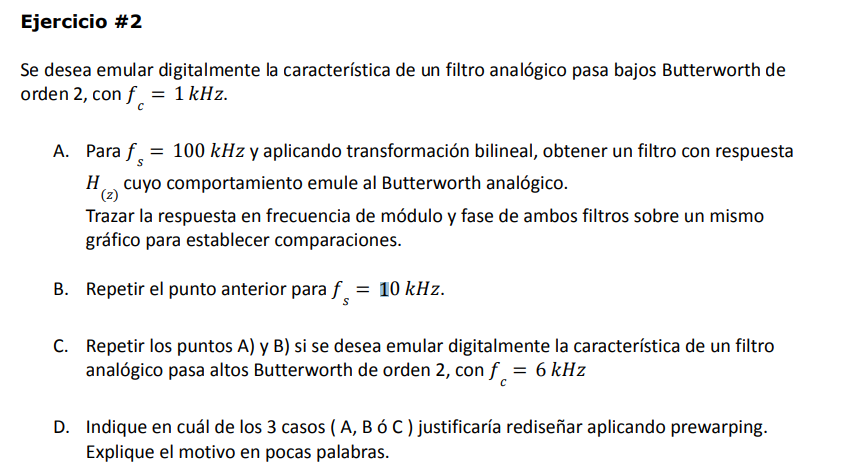 Ejercicio #2
Se desea emular digitalmente la característica de un filtro analógico pasa bajos Butterworth de
orden 2, con f_c = 1 kHz.
A. Para f_s = 100 kHz y aplicando transformación bilineal, obtener un filtro con respuesta
H_(z) cuyo comportamiento emule al Butterworth analógico.
Trazar la respuesta en frecuencia de módulo y fase de ambos filtros sobre un mismo
gráfico para establecer comparaciones.
B. Repetir el punto anterior para f_s = 10 kHz.
C. Repetir los puntos A) y B) si se desea emular digitalmente la característica de un filtro
analógico pasa altos Butterworth de orden 2, con f_c = 6 kHz
D. Indique en cuál de los 3 casos ( A, B ó C ) justificaría rediseñar aplicando prewarping.
Explique el motivo en pocas palabras.